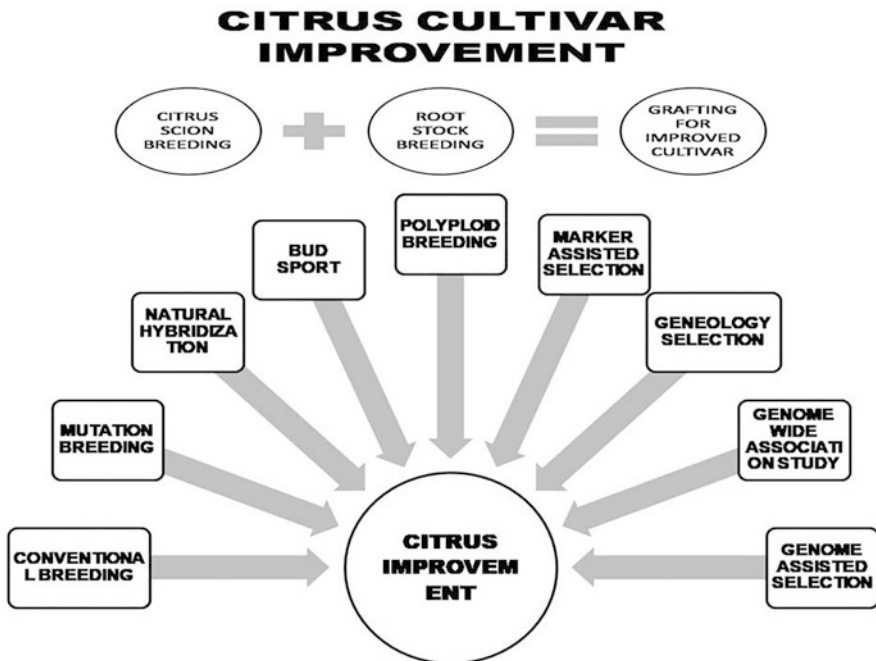 CITRUS CULTIVAR
IMPROVEMENT
CITRUS
SCION
BREEDING
ROOT
STOCK
BREEDING
GRAFTING
FOR
IMPROVED
CULTIVAR
POLYPLOID
BREEDING
BUD
SPORT
MARKER
ASSISTED
SELECTION
NATURAL
HYBRIDIZA
TION
GENEOLOGY
SELECTION
MUTATION
BREEDING
GENOME
WIDE
ASSOCIATI
ON STUDY
CONVENTIONA
L BREEDING
CITRUS
IMPROVEM
ENT
GENOME
ASSISTED
SELECTION